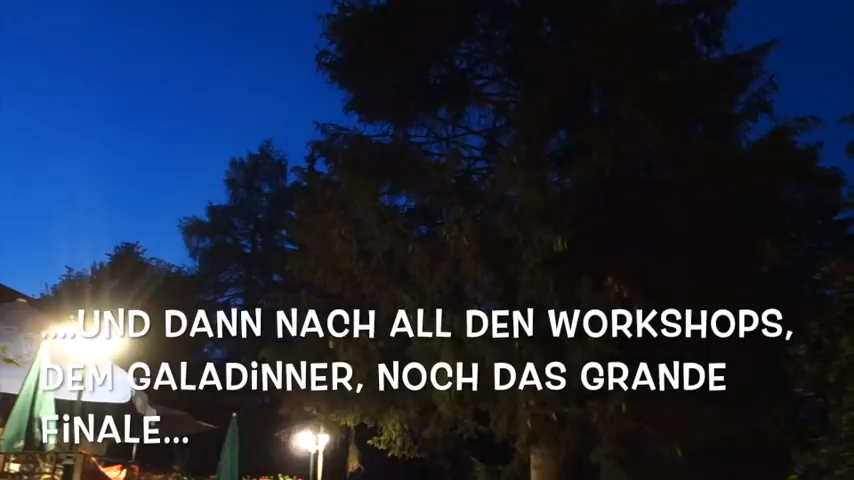 ....UND DANN NACH ALL DEN WORKSHOPS,
DEM GALADiNNER, NOCH DAS GRANDE
FiNALE...